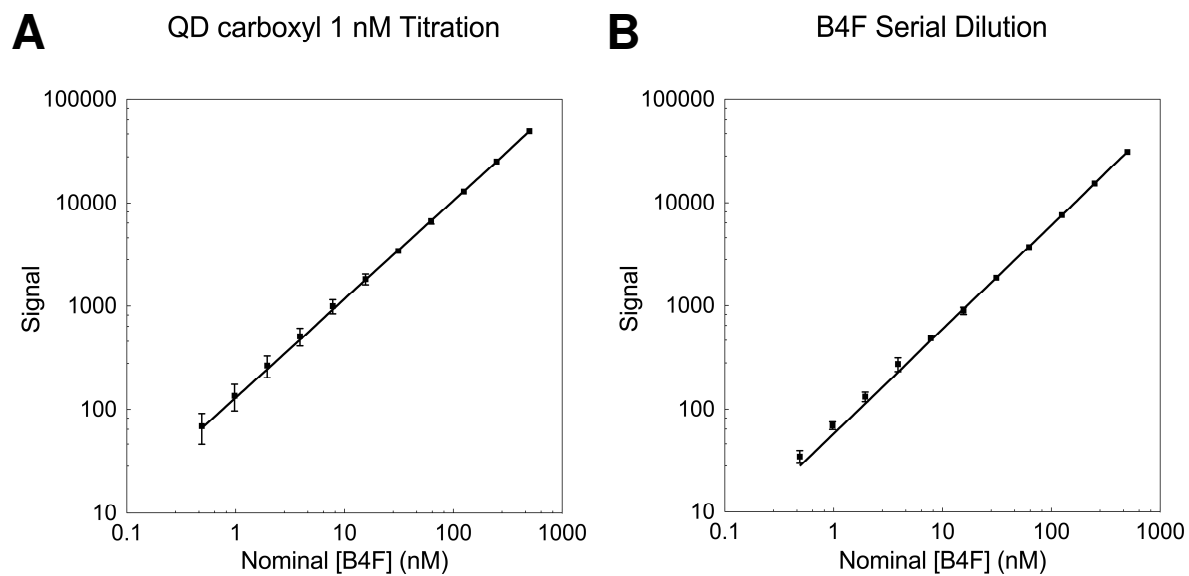 A
QD carboxyl 1 nM Titration
100000
10000
1000
100
10
Signal
0.1 1 10 100 1000
Nominal [B4F] (nM)
B
B4F Serial Dilution
100000
10000
1000
100
10
Signal
0.1 1 10 100 1000
Nominal [B4F] (nM)